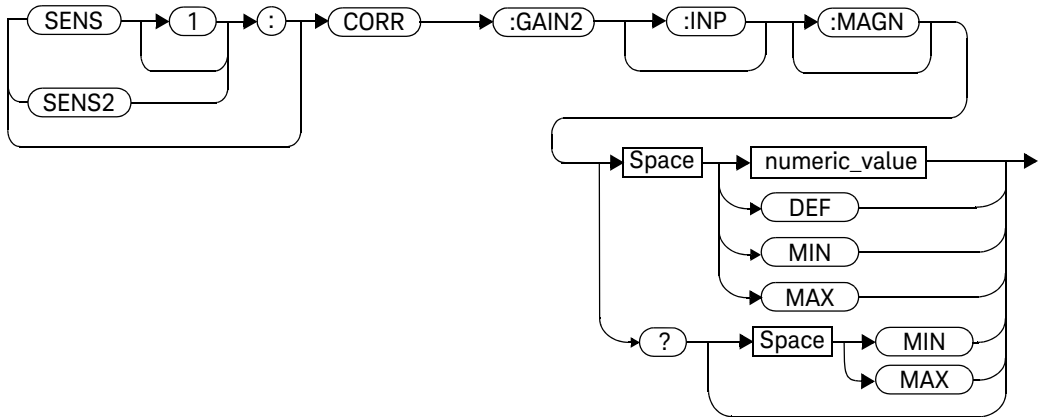 SENS 1 : CORR :GAIN2 :INP :MAGN
SENS2
Space numeric_value
DEF
MIN
MAX
? Space MIN
MAX